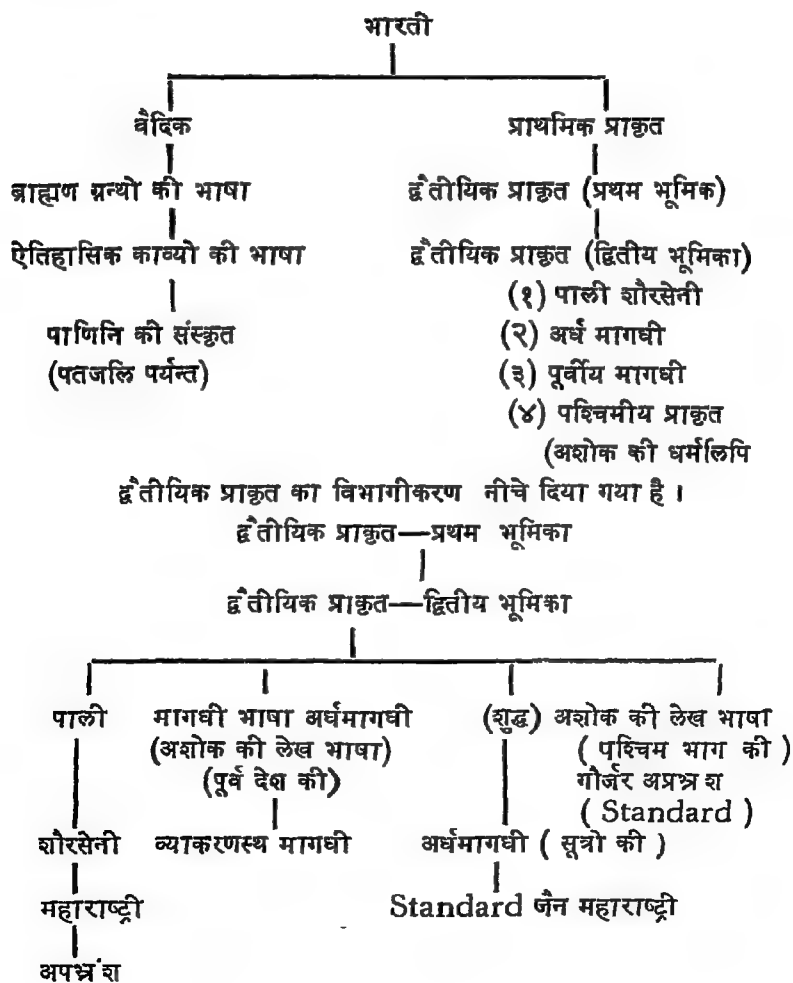 भारती
वैदिक प्राथमिक प्राकृत
ब्राह्मण ग्रन्थो की भाषा द्वैतीयिक प्राकृत (प्रथम भूमिक)
ऐतिहासिक काव्यो की भाषा द्वैतीयिक प्राकृत (द्वितीय भूमिका)
(१) पाली शौरसेनी
पाणिनि की संस्कृत (२) अर्ध मागधी
(पतजलि पर्यन्त) (३) पूर्वीय मागधी
(४) पश्चिमीय प्राकृत
(अशोक की धर्मलिपि
द्वैतीयिक प्राकृत का विभागीकरण नीचे दिया गया है ।
द्वैतीयिक प्राकृत—प्रथम भूमिका
द्वैतीयिक प्राकृत—द्वितीय भूमिका
पाली मागधी भाषा अर्धमागधी (शुद्ध) अशोक की लेख भाषा
(अशोक की लेख भाषा) ( पश्चिम भाग की )
(पूर्व देश की) गौर्जर अप्रभ्र श
( Standard )
शौरसेनी व्याकरणस्थ मागधी अर्धमागधी ( सूत्रो की )
महाराष्ट्री Standard जैन महाराष्ट्री
अपभ्रंश